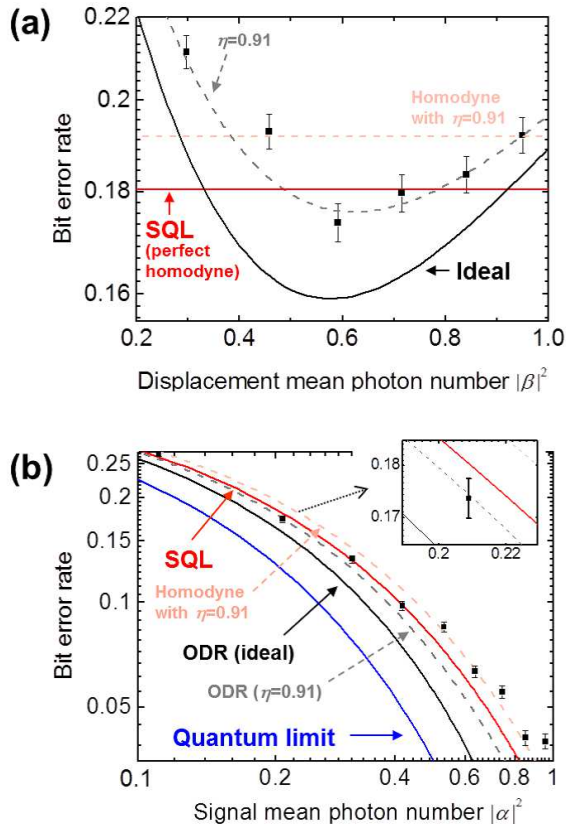 (a)
0.22
0.20
0.18
0.16
Bit error rate
η=0.91
Homodyne
with η=0.91
SQL
(perfect
homodyne)
Ideal
0.2 0.4 0.6 0.8 1.0
Displacement mean photon number |β|²
(b)
0.25
0.2
0.15
0.1
0.05
Bit error rate
0.18
0.17
0.2 0.22
SQL
Homodyne
with η=0.91
ODR (ideal)
ODR (η=0.91)
Quantum limit
0.1 0.2 0.4 0.6 0.8 1
Signal mean photon number |α|²